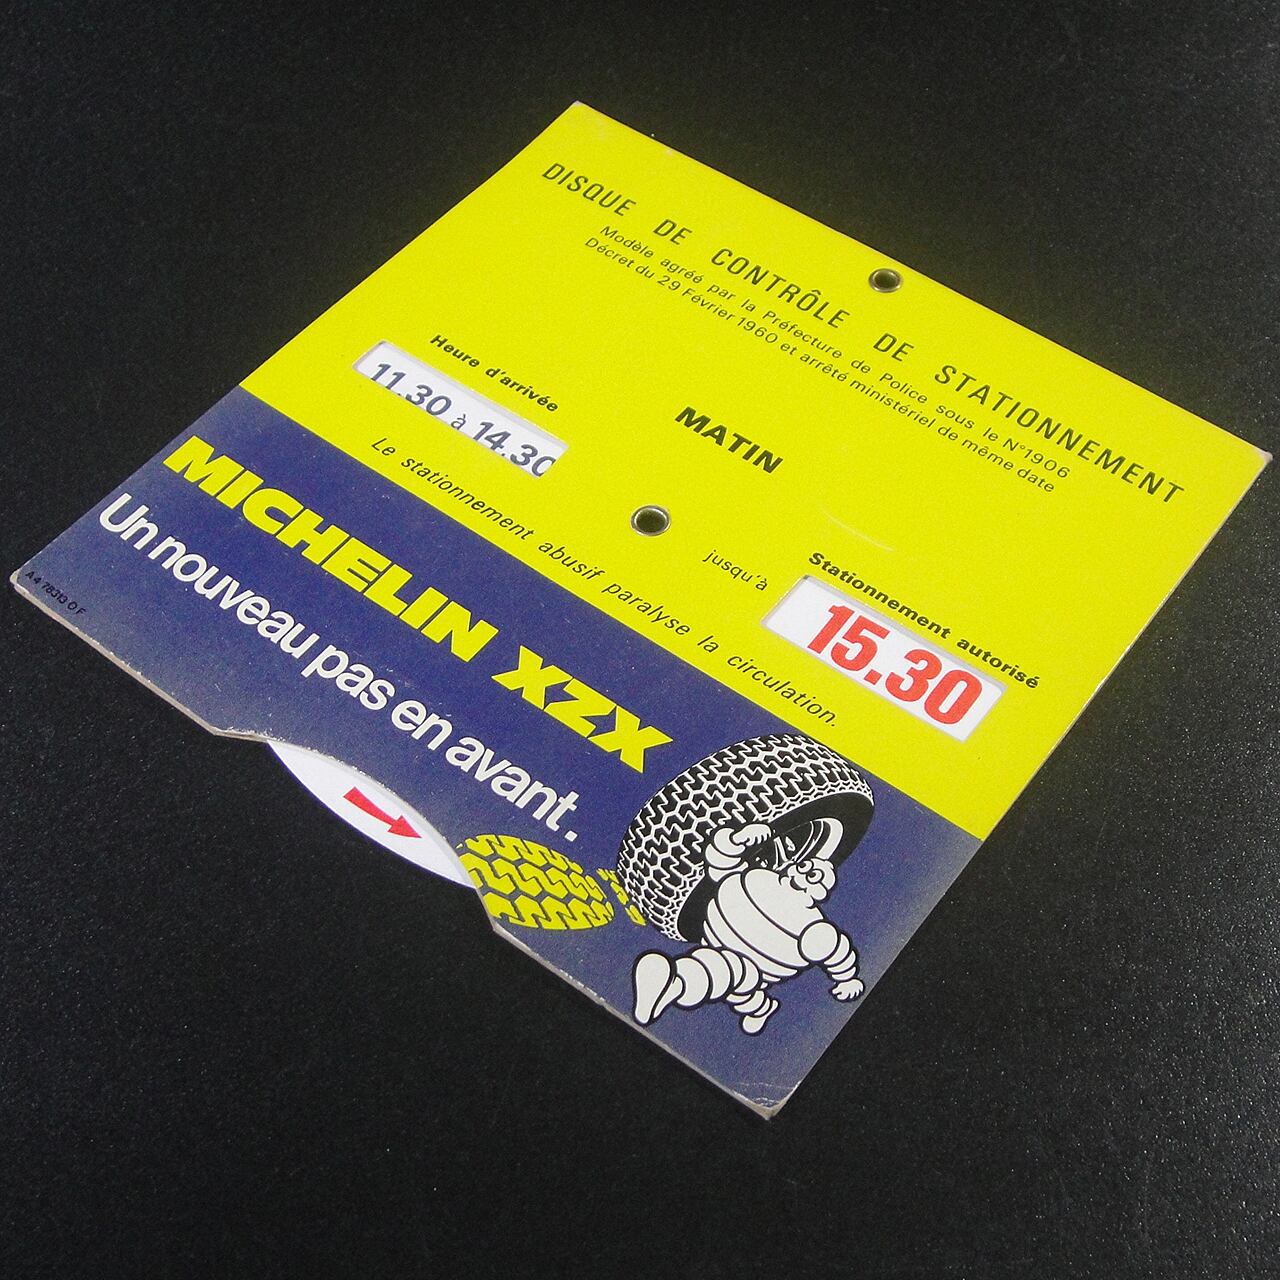 DISQUE DE CONTRÔLE DE STATIONNEMENT
Modèle agréé par la Préfecture de Police sous le N°1906
Décret du 29 Février 1960 et arrêté ministériel de même date
Heure d'arrivée
11.30 à 14.30
MATIN
Stationnement autorisé
jusqu'à
15.30
Le stationnement abusif paralyse la circulation.
MICHELIN XZX
Un nouveau pas en avant.
A 4 78313 O F